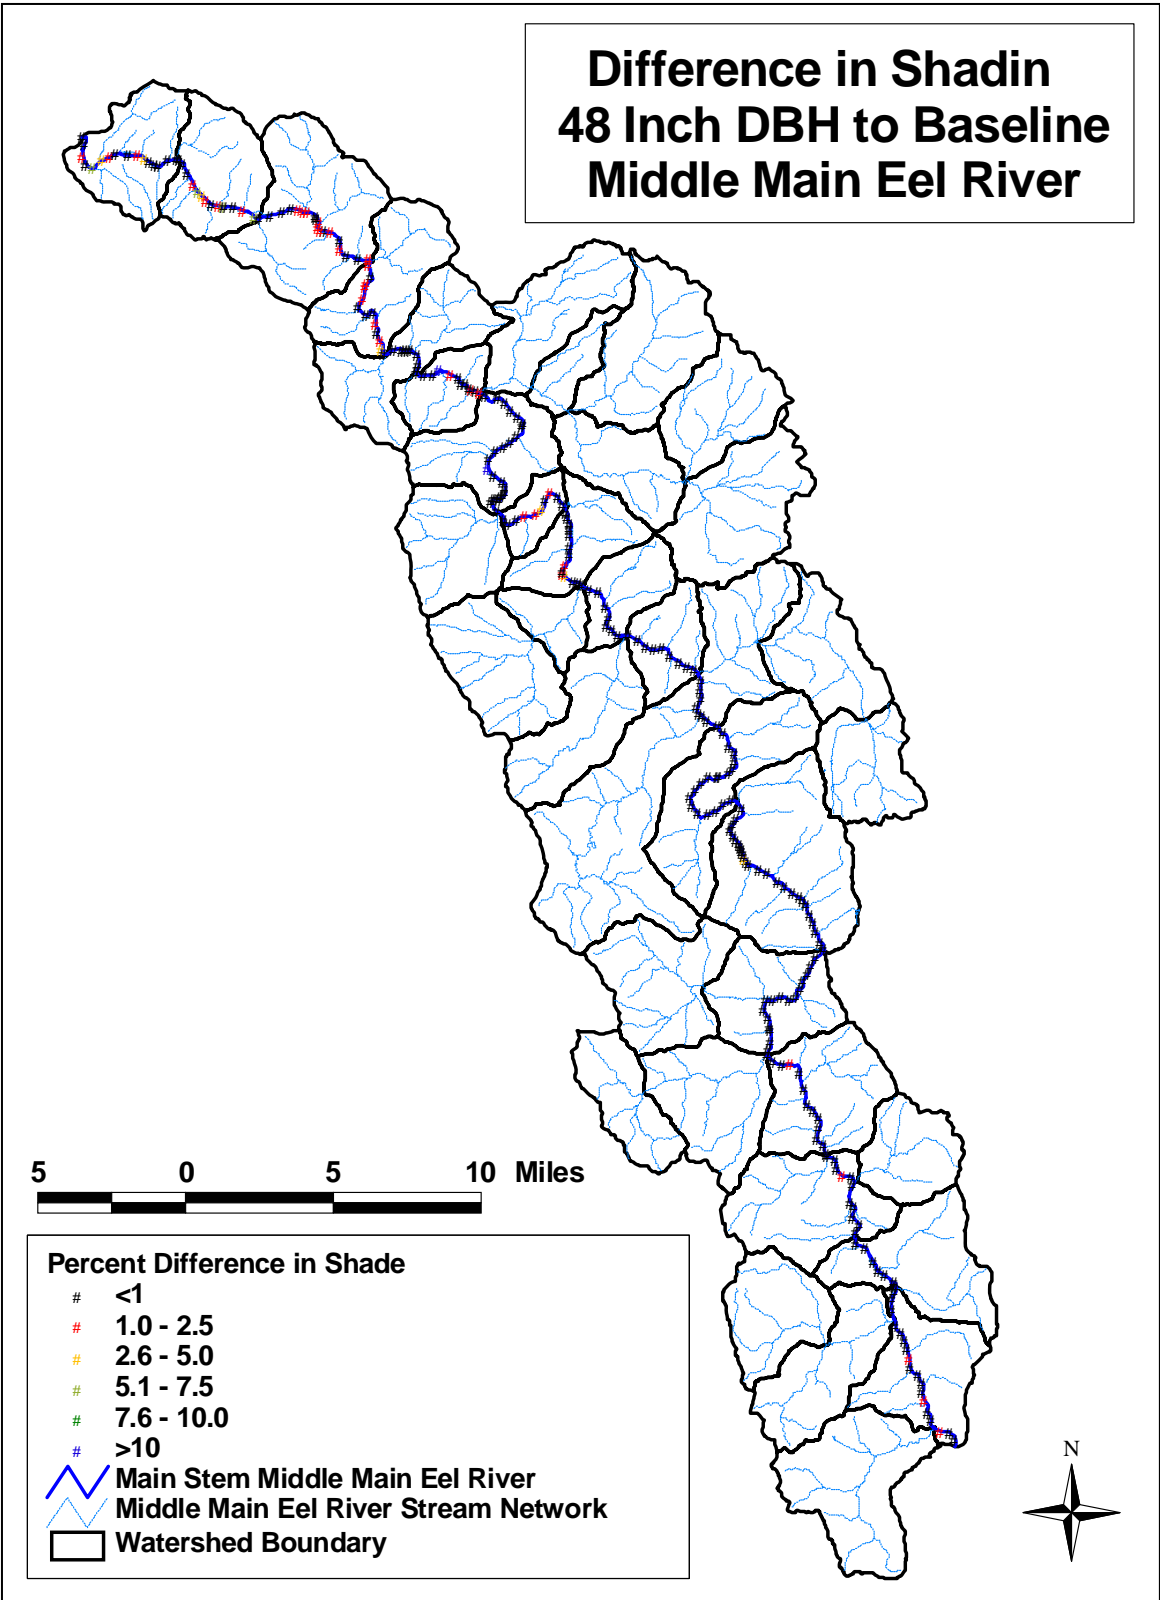 Difference in Shadin
48 Inch DBH to Baseline
Middle Main Eel River
5 0 5 10 Miles
Percent Difference in Shade
# <1
# 1.0 - 2.5
# 2.6 - 5.0
# 5.1 - 7.5
# 7.6 - 10.0
# >10
Main Stem Middle Main Eel River
Middle Main Eel River Stream Network
Watershed Boundary
N